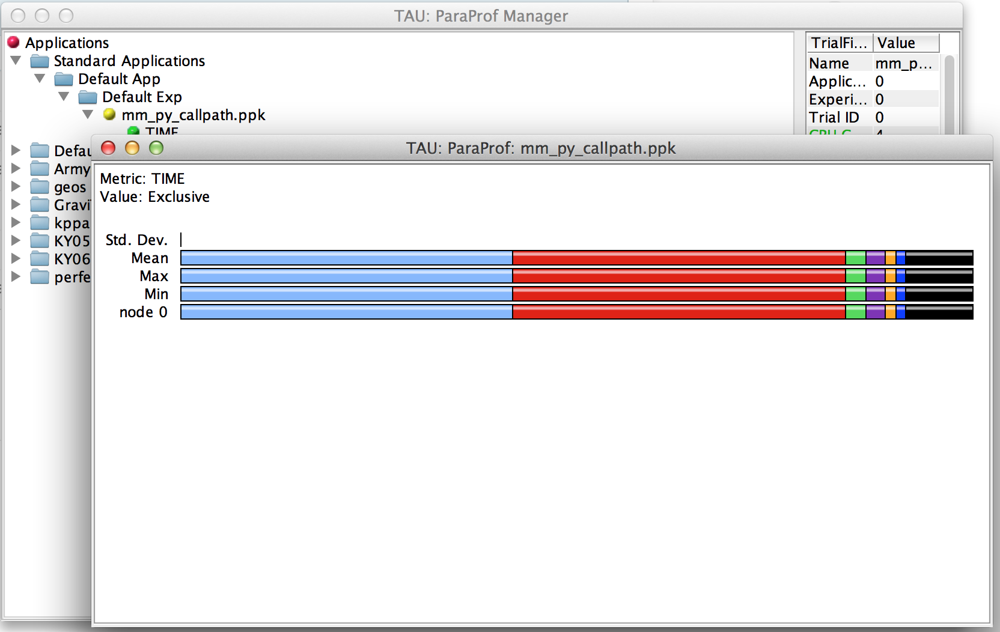 TAU: ParaProf Manager
Applications
Standard Applications
Default App
Default Exp
mm_py_callpath.ppk
TIME
Defau
Army
geos
Gravi
kppa
KY05
KY06
perfe
TrialFi... Value
Name mm_p...
Applic... 0
Experi... 0
Trial ID 0
TAU: ParaProf: mm_py_callpath.ppk
Metric: TIME
Value: Exclusive
Std. Dev.
Mean
Max
Min
node 0